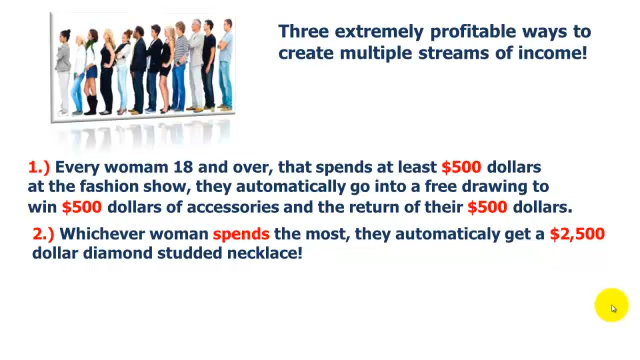 Three extremely profitable ways to
create multiple streams of income!
1.) Every womam 18 and over, that spends at least $500 dollars
at the fashion show, they automatically go into a free drawing to
win $500 dollars of accessories and the return of their $500 dollars.
2.) Whichever woman spends the most, they automaticaly get a $2,500
dollar diamond studded necklace!